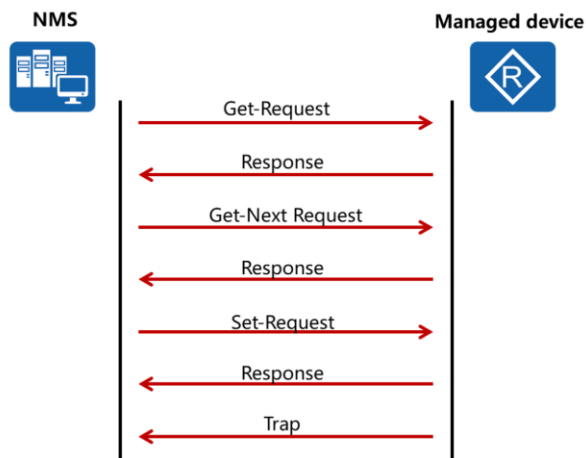 NMS
Managed device
R
Get-Request
Response
Get-Next Request
Response
Set-Request
Response
Trap